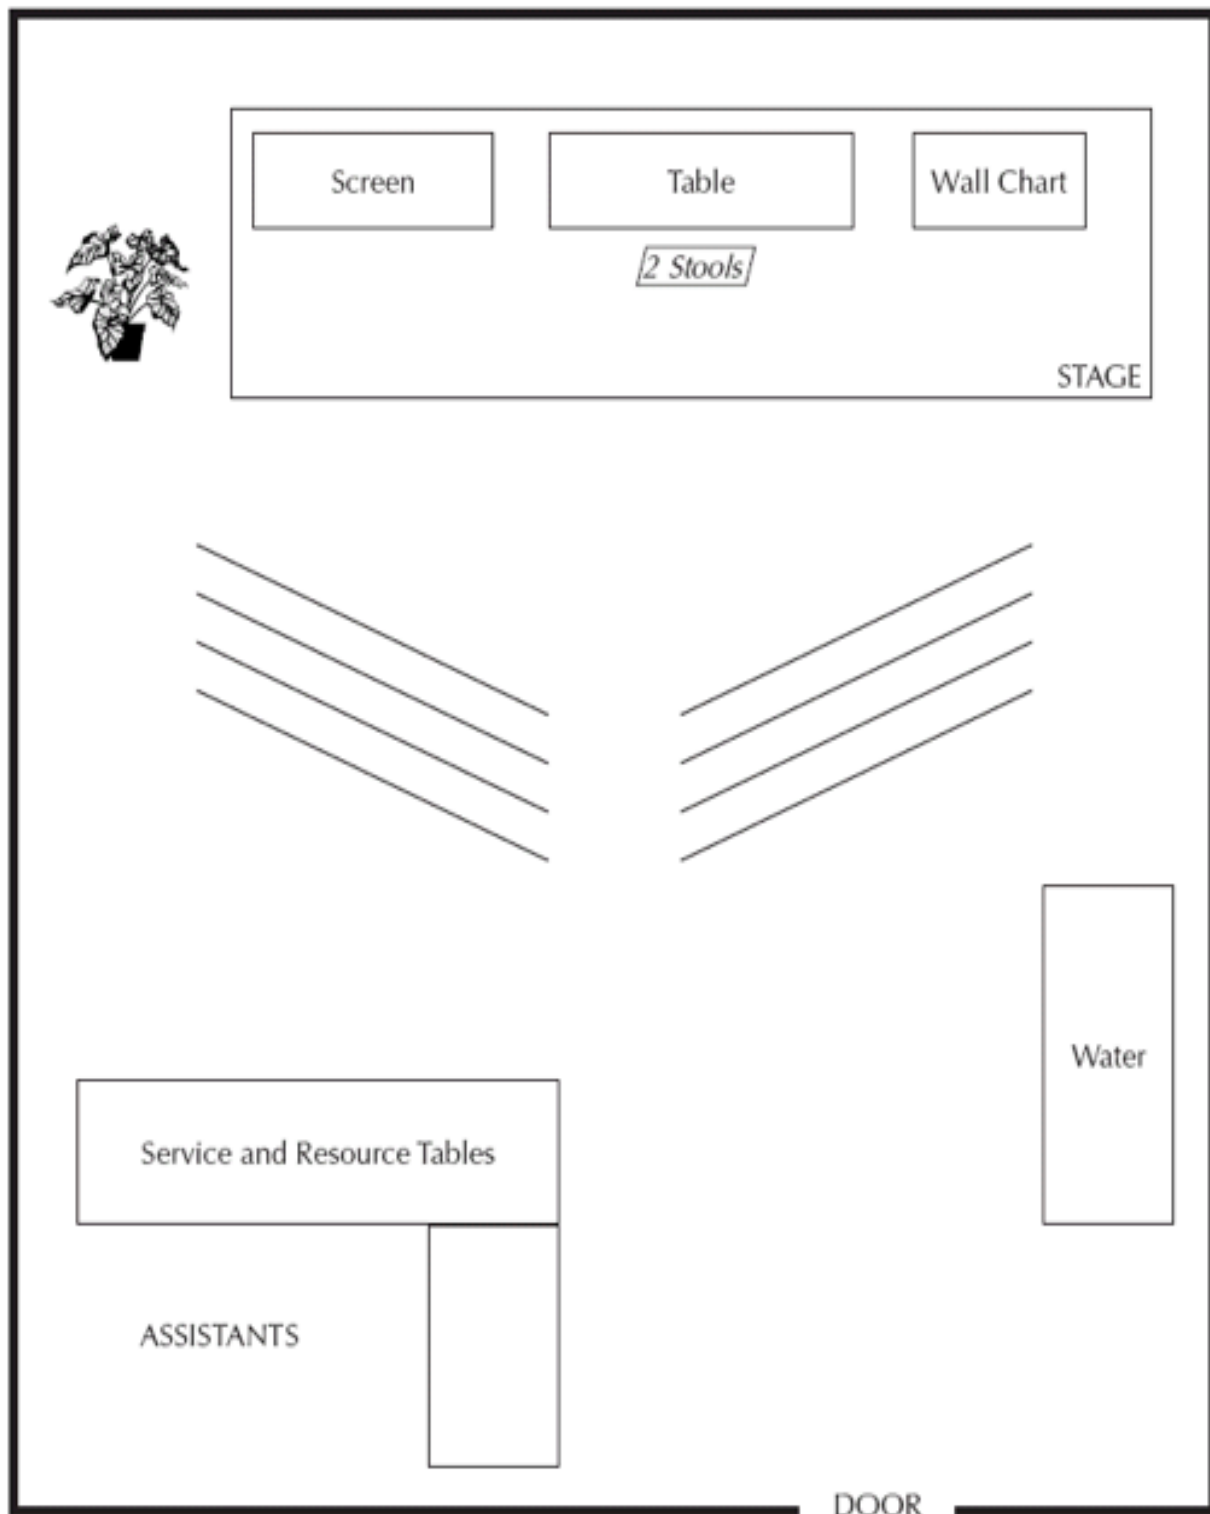 Screen
Table
Wall Chart
2 Stools
STAGE
Water
Service and Resource Tables
ASSISTANTS
DOOR